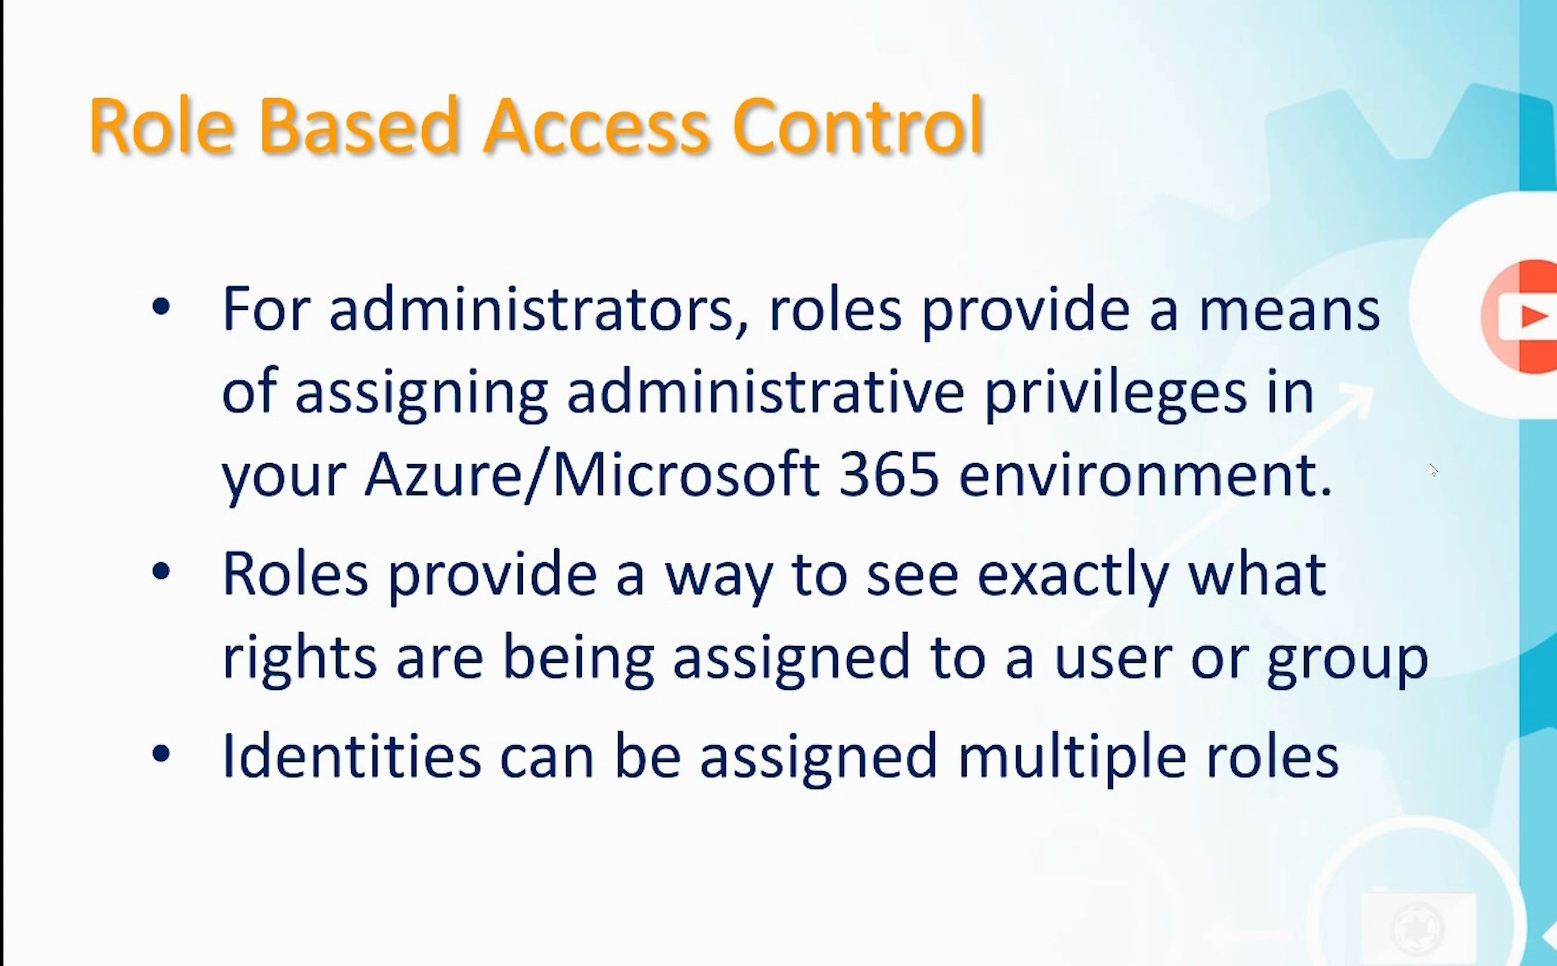 Role Based Access Control
• For administrators, roles provide a means
of assigning administrative privileges in
your Azure/Microsoft 365 environment.
• Roles provide a way to see exactly what
rights are being assigned to a user or group
• Identities can be assigned multiple roles